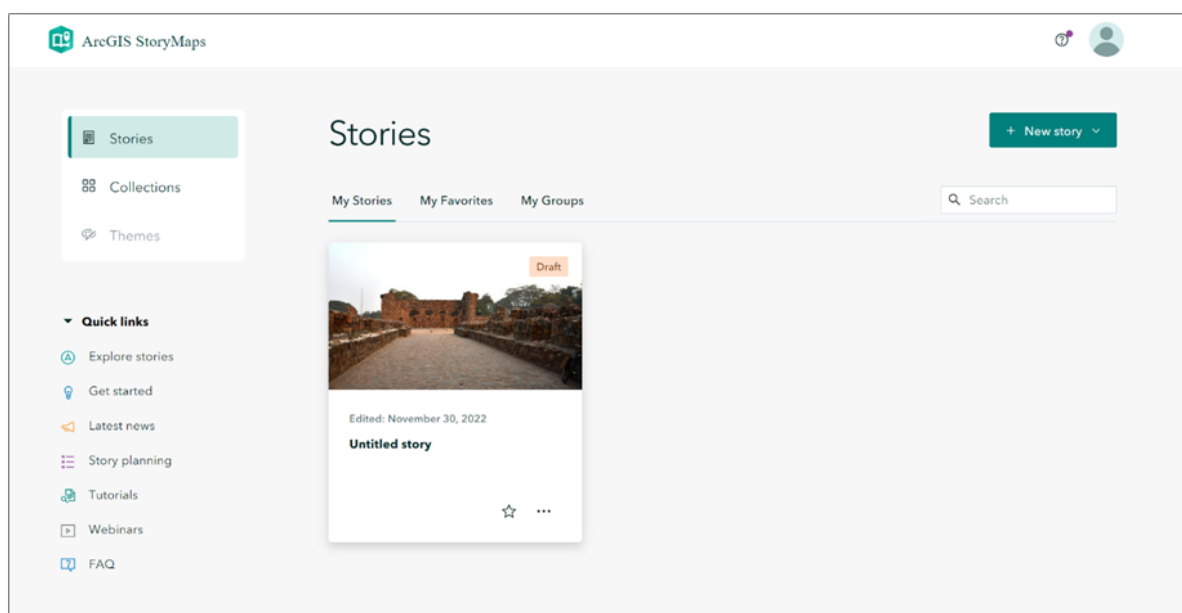 ArcGIS StoryMaps
Stories
Collections
Themes
Quick links
Explore stories
Get started
Latest news
Story planning
Tutorials
Webinars
FAQ
Stories
+ New story
My Stories My Favorites My Groups
Search
Draft
Edited: November 30, 2022
Untitled story